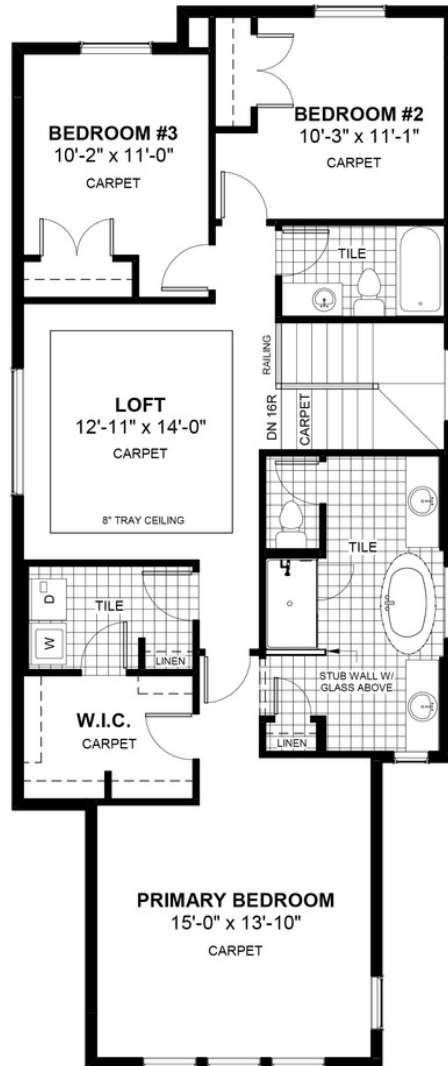 BEDROOM #3
10'-2" x 11'-0"
CARPET
BEDROOM #2
10'-3" x 11'-1"
CARPET
TILE
LOFT
12'-11" x 14'-0"
CARPET
8" TRAY CEILING
RAILING
DN 16R
CARPET
TILE
D
W
TILE
LINEN
STUB WALL W/
GLASS ABOVE
W.I.C.
CARPET
LINEN
PRIMARY BEDROOM
15'-0" x 13'-10"
CARPET